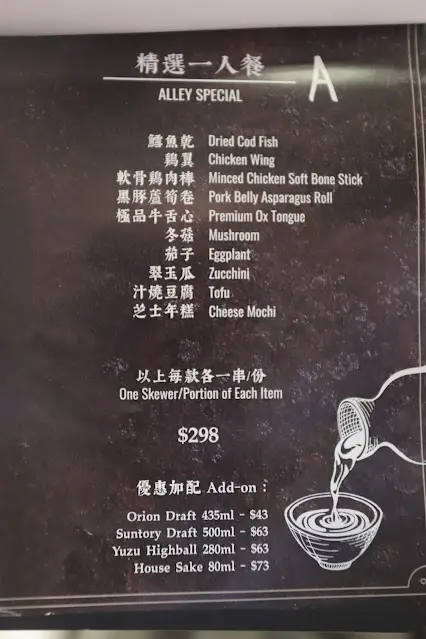 精選一人餐
A
ALLEY SPECIAL
鱈魚乾 Dried Cod Fish
鶏翼 Chicken Wing
軟骨鶏肉棒 Minced Chicken Soft Bone Stick
黑豚蘆筍卷 Pork Belly Asparagus Roll
極品牛舌心 Premium Ox Tongue
冬菇 Mushroom
茄子 Eggplant
翠玉瓜 Zucchini
汁燒豆腐 Tofu
芝士年糕 Cheese Mochi
以上每款各一串/份
One Skewer/Portion of Each Item
$298
優惠加配 Add-on：
Orion Draft 435ml - $43
Suntory Draft 500ml - $63
Yuzu Highball 280ml - $63
House Sake 80ml - $73